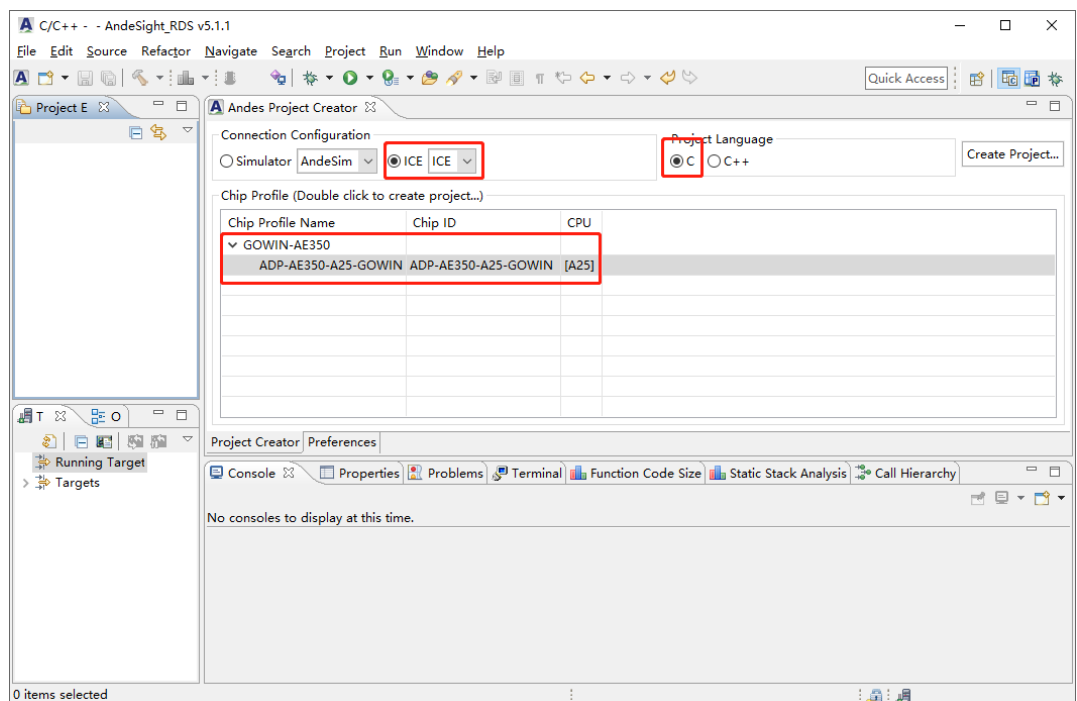 C/C++ - - AndeSight_RDS v5.1.1
File Edit Source Refactor Navigate Search Project Run Window Help
Quick Access
Project E
Andes Project Creator
Connection Configuration
Project Language
Simulator AndeSim ICE ICE
C C++
Create Project...
Chip Profile (Double click to create project...)
Chip Profile Name Chip ID CPU
GOWIN-AE350
ADP-AE350-A25-GOWIN ADP-AE350-A25-GOWIN [A25]
T O
Project Creator Preferences
Running Target
Targets
Console Properties Problems Terminal Function Code Size Static Stack Analysis Call Hierarchy
No consoles to display at this time.
0 items selected